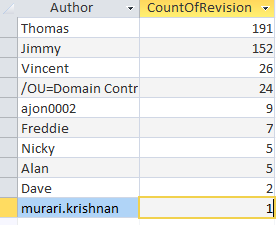 Author CountOfRevision
Thomas 191
Jimmy 152
Vincent 26
/OU=Domain Contr 24
ajon0002 9
Freddie 7
Nicky 5
Alan 5
Dave 2
murari.krishnan 1